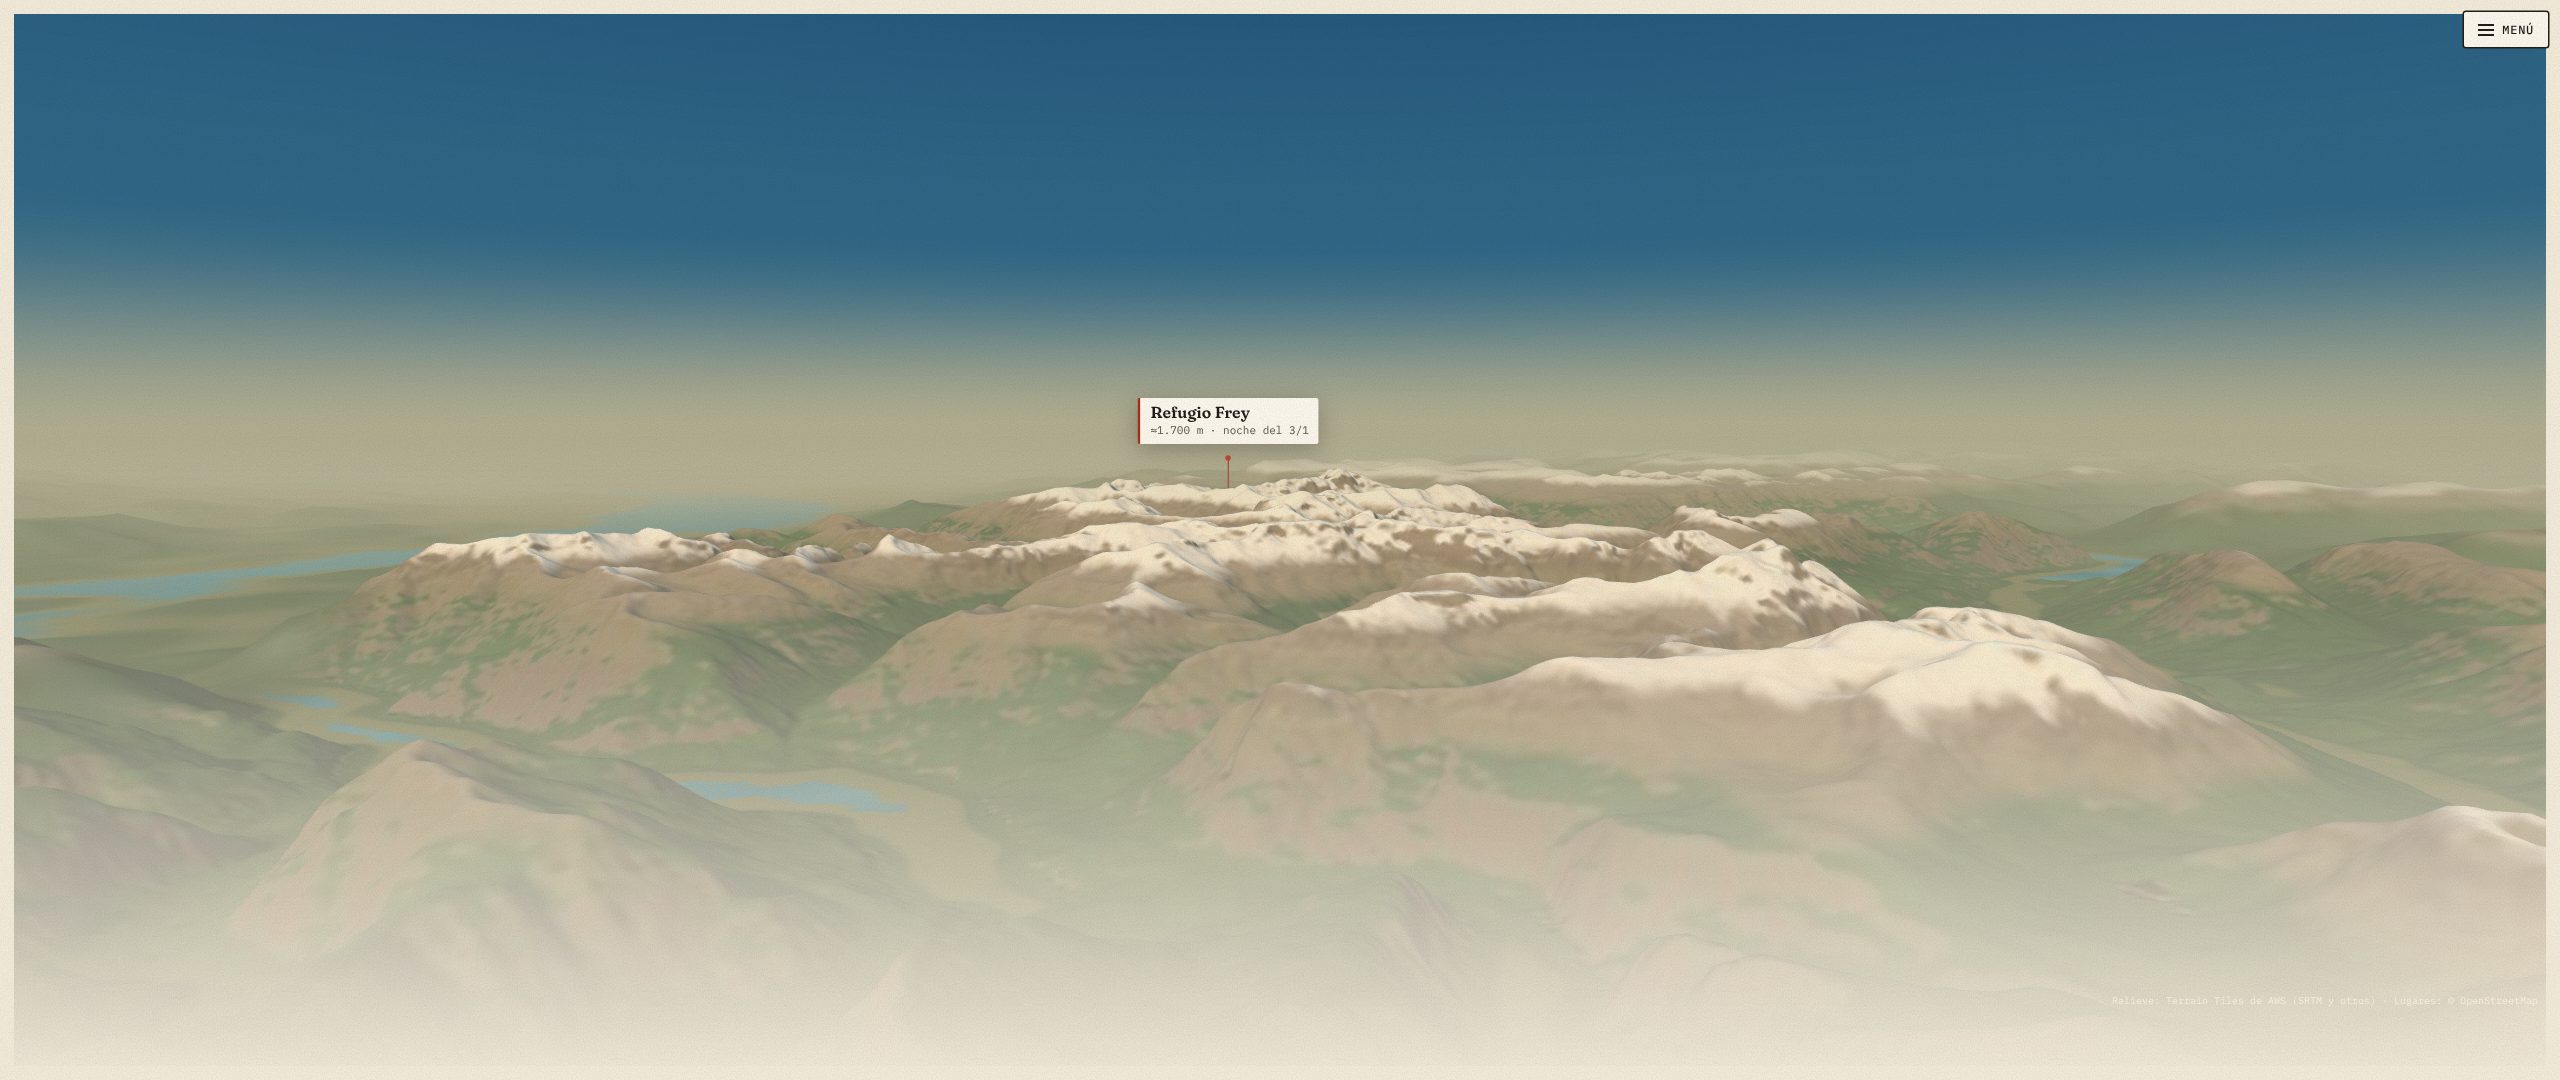 MENÚ
Refugio Frey
≈1.700 m · noche del 3/1
Relieve: Terrain Tiles de AWS (SRTM y otros) · Lugares: © OpenStreetMap